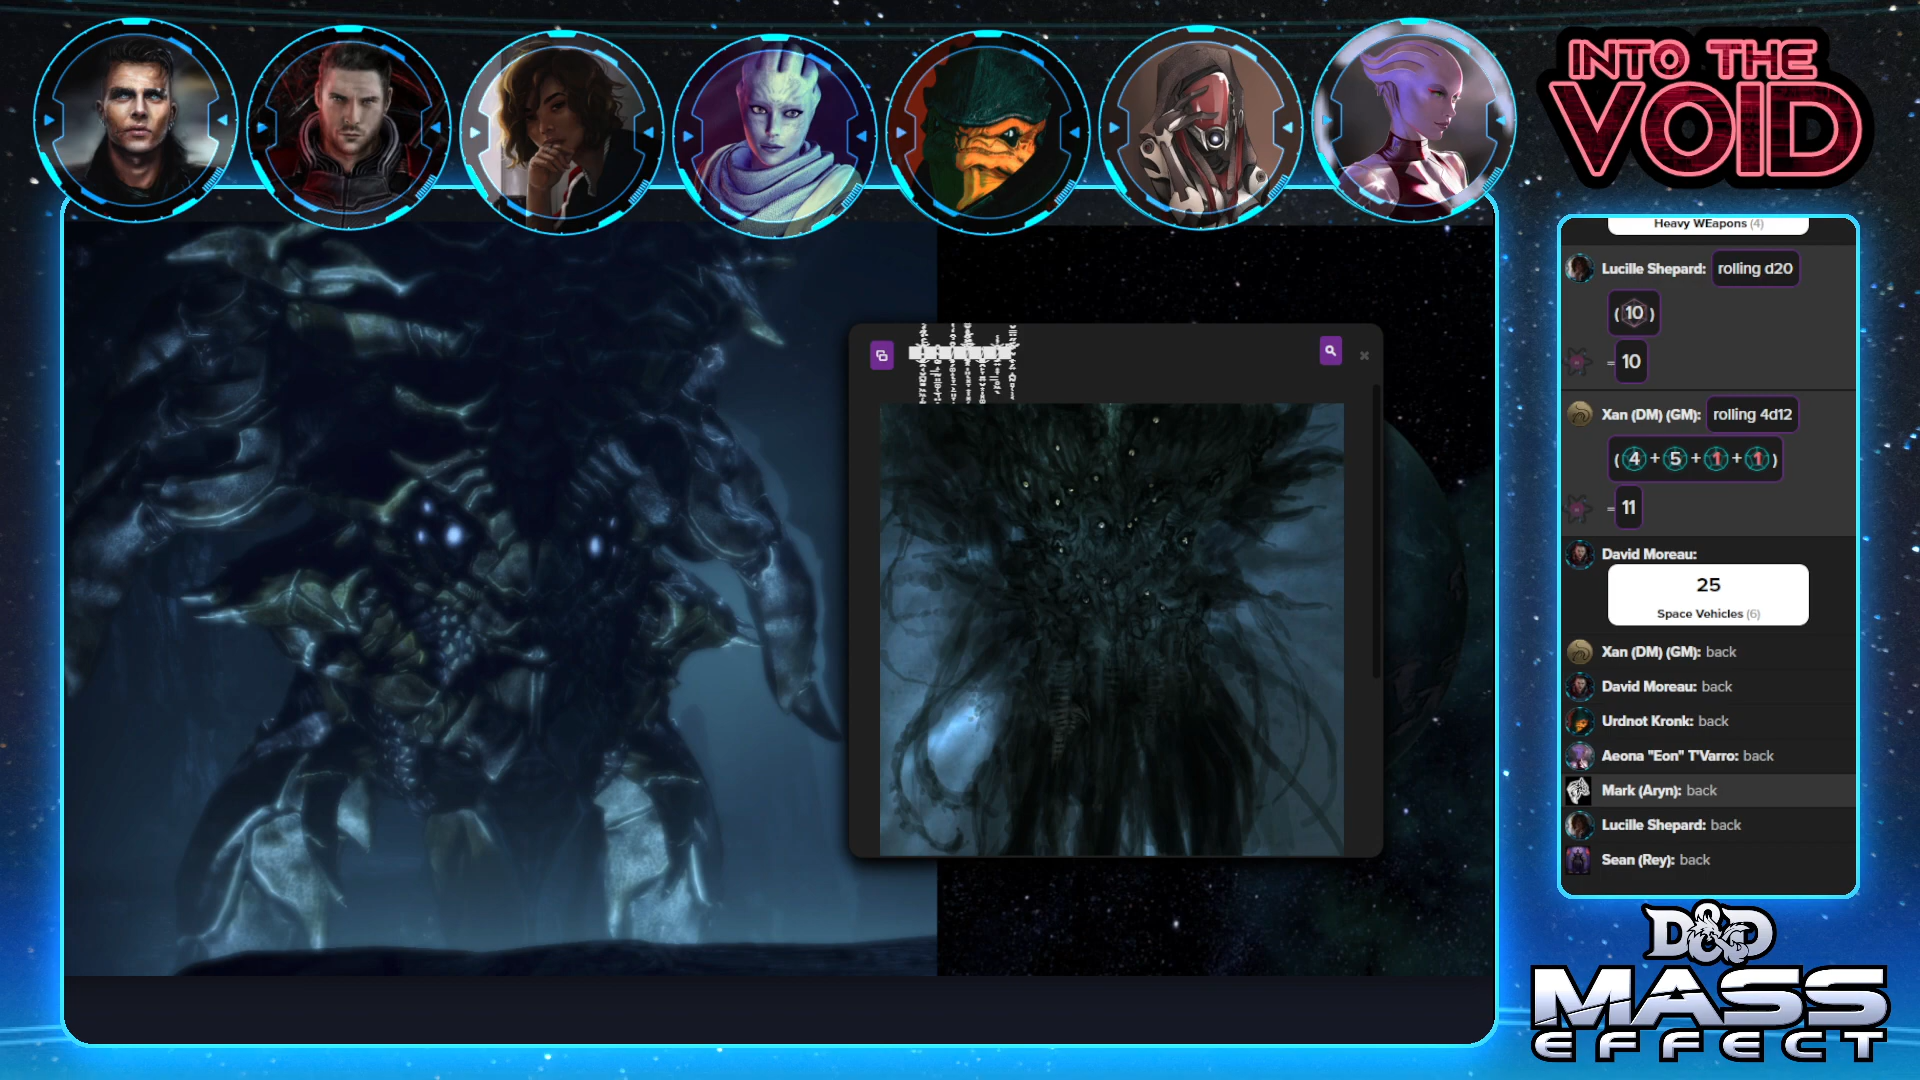 INTO THE
VOID
Heavy WEapons (4)
Lucille Shepard: rolling d20
(10)
= 10
Xan (DM) (GM): rolling 4d12
(4+5+1+1)
= 11
David Moreau:
25
Space Vehicles (6)
Xan (DM) (GM): back
David Moreau: back
Urdnot Kronk: back
Aeona "Eon" T'Varro: back
Mark (Aryn): back
Lucille Shepard: back
Sean (Rey): back
D&D
MASS
EFFECT